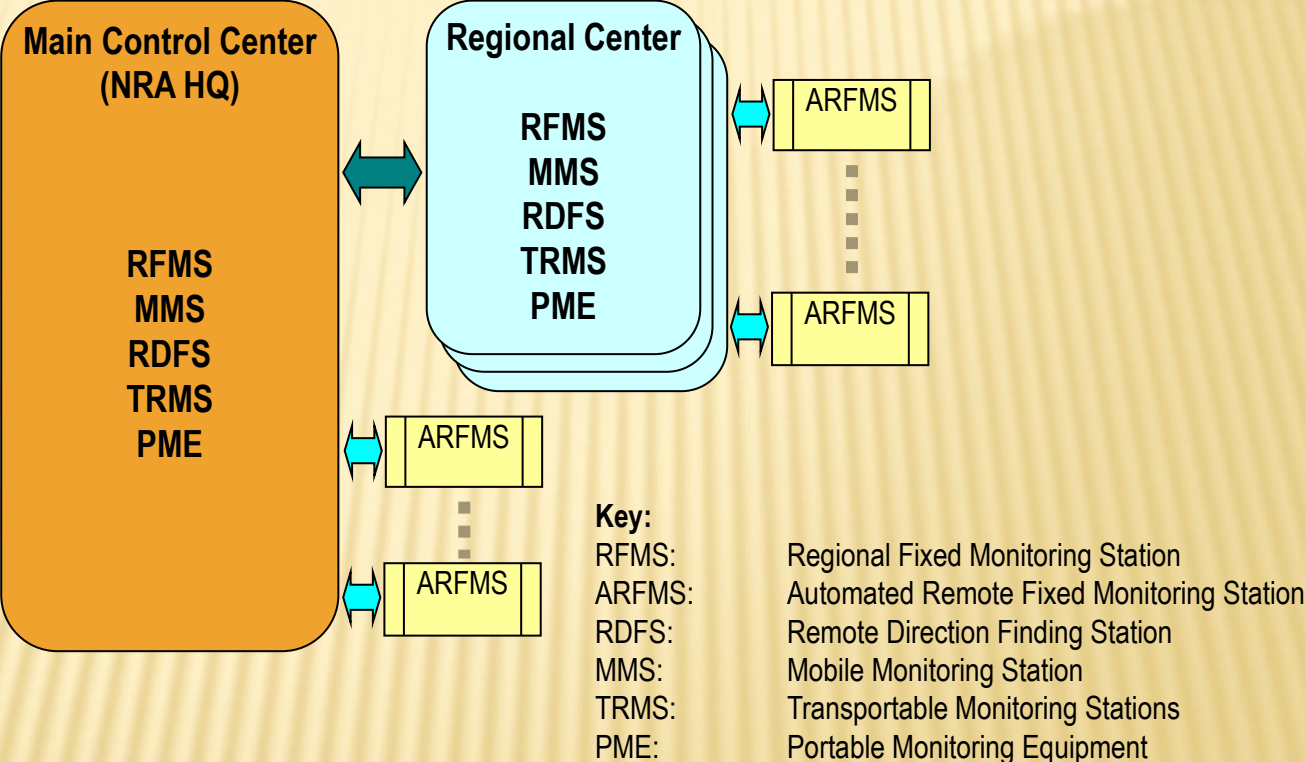 Main Control Center
(NRA HQ)
RFMS
MMS
RDFS
TRMS
PME
Regional Center
RFMS
MMS
RDFS
TRMS
PME
ARFMS
ARFMS
ARFMS
ARFMS
Key:
RFMS: Regional Fixed Monitoring Station
ARFMS: Automated Remote Fixed Monitoring Station
RDFS: Remote Direction Finding Station
MMS: Mobile Monitoring Station
TRMS: Transportable Monitoring Stations
PME: Portable Monitoring Equipment